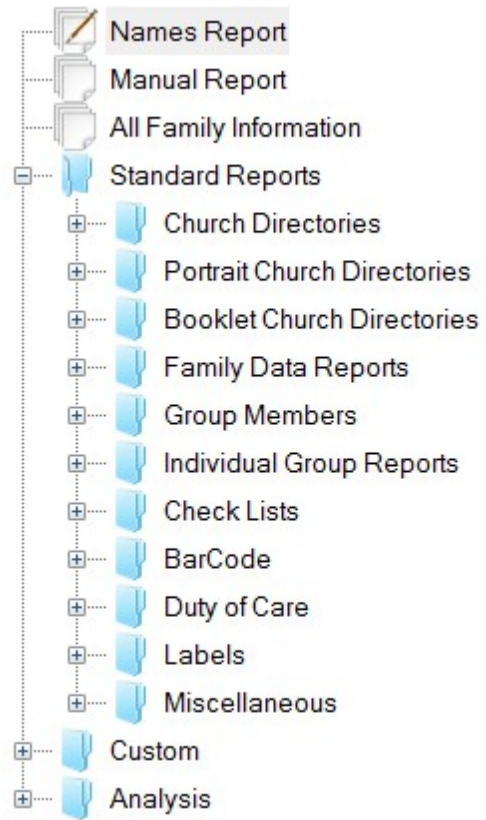 Names Report
Manual Report
All Family Information
Standard Reports
Church Directories
Portrait Church Directories
Booklet Church Directories
Family Data Reports
Group Members
Individual Group Reports
Check Lists
BarCode
Duty of Care
Labels
Miscellaneous
Custom
Analysis